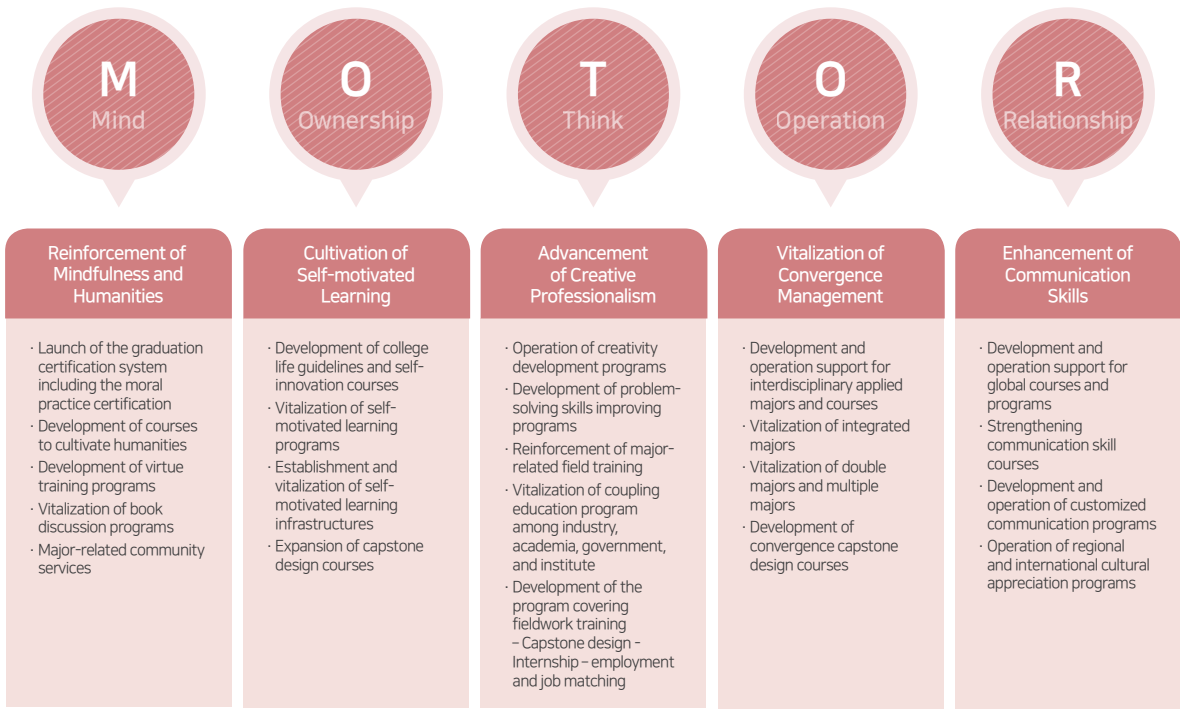 M
Mind
Reinforcement of
Mindfulness and
Humanities
· Launch of the graduation
certification system
including the moral
practice certification
· Development of courses
to cultivate humanities
· Development of virtue
training programs
· Vitalization of book
discussion programs
· Major-related community
services
O
Ownership
Cultivation of
Self-motivated
Learning
· Development of college
life guidelines and self-
innovation courses
· Vitalization of self-
motivated learning
programs
· Establishment and
vitalization of self-
motivated learning
infrastructures
· Expansion of capstone
design courses
T
Think
Advancement
of Creative
Professionalism
· Operation of creativity
development programs
· Development of problem-
solving skills improving
programs
· Reinforcement of major-
related field training
· Vitalization of coupling
education program
among industry,
academia, government,
and institute
· Development of the
program covering
fieldwork training
– Capstone design -
Internship – employment
and job matching
O
Operation
Vitalization of
Convergence
Management
· Development and
operation support for
interdisciplinary applied
majors and courses
· Vitalization of integrated
majors
· Vitalization of double
majors and multiple
majors
· Development of
convergence capstone
design courses
R
Relationship
Enhancement of
Communication
Skills
· Development and
operation support for
global courses and
programs
· Strengthening
communication skill
courses
· Development and
operation of customized
communication programs
· Operation of regional
and international cultural
appreciation programs